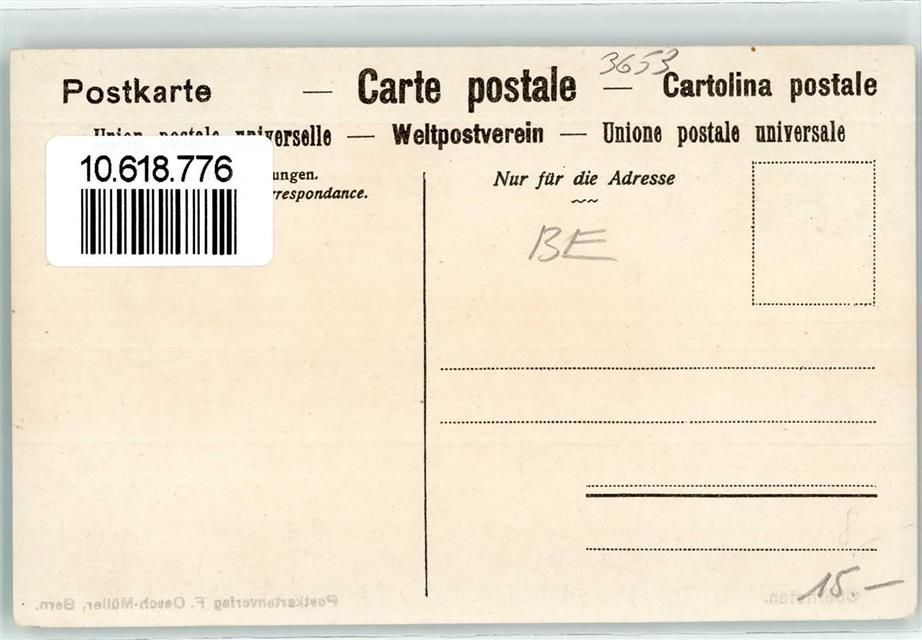 3653
Postkarte — Carte postale — Cartolina postale
Union postale universelle — Weltpostverein — Unione postale universale
10.618.776
ungen.
respondance.
Nur für die Adresse
BE
8.-
15.-
Postkartenverlag F. Oesch-Müller, Bern.